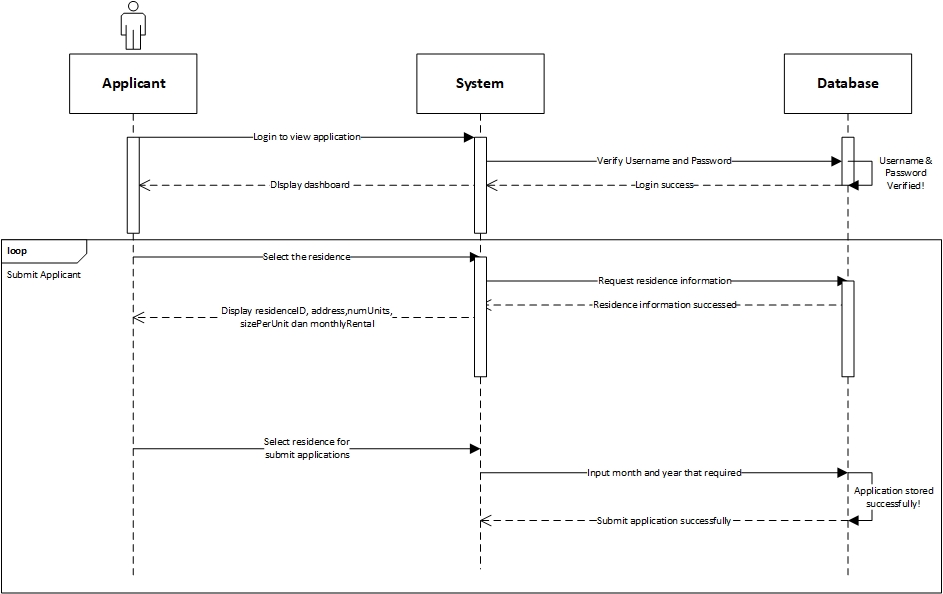 Applicant
System
Database
Login to view application
Verify Username and Password
Username &
Password
Verified!
DIsplay dashboard
Login success
loop
Submit Applicant
Select the residence
Request residence information
Residence information successed
Display residenceID, address,numUnits,
sizePerUnit dan monthlyRental
Select residence for
submit applications
Input month and year that required
Application stored
successfully!
Submit application successfully